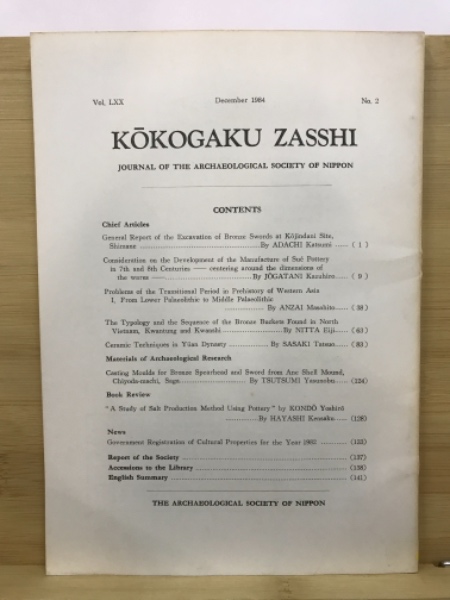 Vol. LXX December 1984 No. 2
KŌKOGAKU ZASSHI
JOURNAL OF THE ARCHAEOLOGICAL SOCIETY OF NIPPON
CONTENTS
Chief Articles
General Report of the Excavation of Bronze Swords at Kōjindani Site,
Shimane By ADACHI Katsumi ( 1 )
Consideration on the Development of the Manufacture of Sué Pottery
in 7th and 8th Centuries — centering around the dimensions of
the wares — By JŌGATANI Kazuhiro ( 9 )
Problems of the Transitional Period in Prehistory of Western Asia
I, From Lower Palaeolithic to Middle Palaeolithic
By ANZAI Masahito
The Typology and the Sequence of the Bronze Buckets Found in North
Vietnam, Kwantung and Kwanshi By NITTA Eiji
Ceramic Techniques in Yüan Dynasty By SASAKI Tatsuo
Materials of Archaeological Research
Casting Moulds for Bronze Spearhead and Sword from Ane Shell Mound,
Chiyoda-machi, Saga By TSUTSUMI Yasunobu (124)
Book Review
"A Study of Salt Production Method Using Pottery" by KONDŌ Yoshirō
By HAYASHI Kensaku (128)
News
Government Registration of Cultural Properties for the Year (133)
Report of the Society (137)
Accessions to the Library (138)
English Summary (141)
THE ARCHAEOLOGICAL SOCIETY OF NIPPON